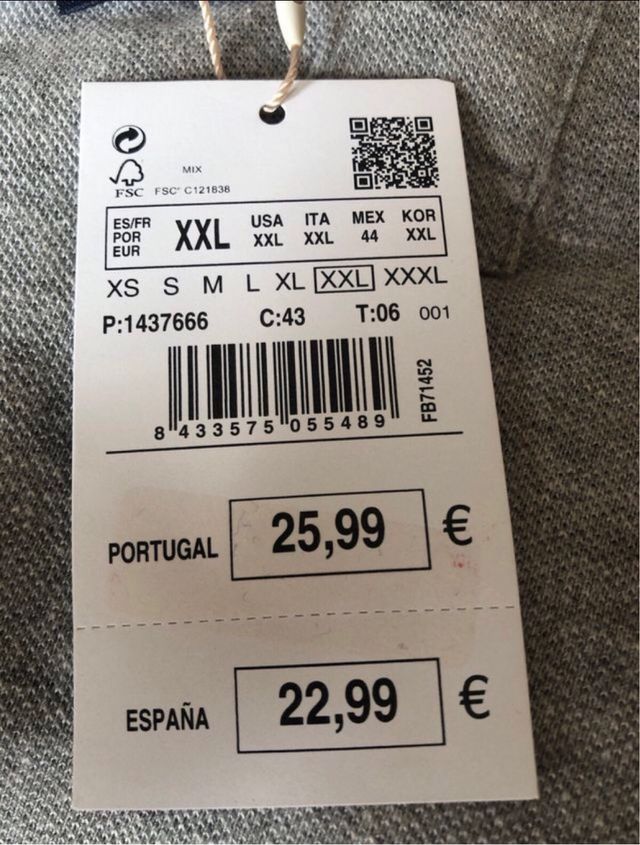 MIX
FSC
FSC® C121838
ES/FR
POR
EUR
XXL
USA
XXL
ITA
XXL
MEX
44
KOR
XXL
XS S M L XL XXL XXXL
P:1437666 C:43 T:06 001
8 433575 055489
FB71452
PORTUGAL 25,99 €
ESPAÑA 22,99 €